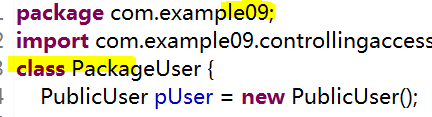 package com.example09;
import com.example09.controllingaccess
class PackageUser {
PublicUser pUser = new PublicUser();